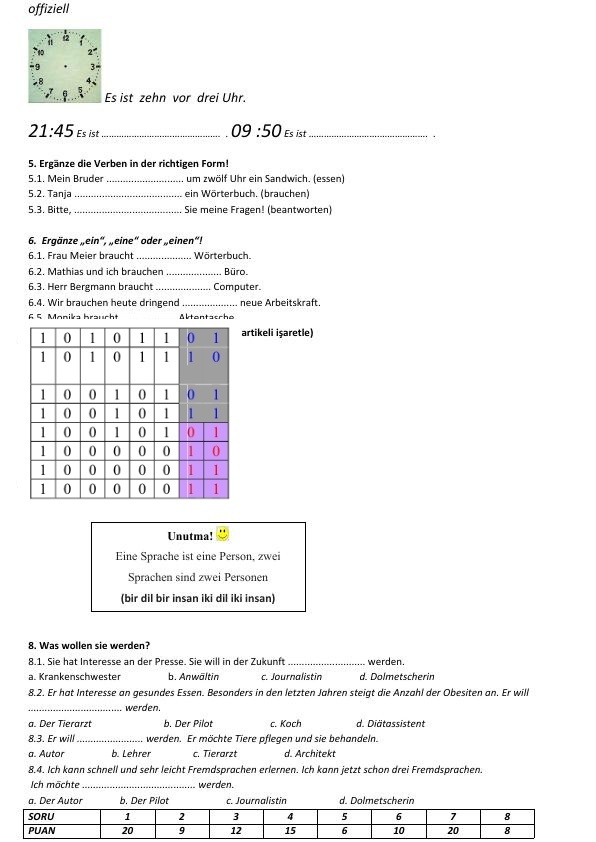 offiziell
12
11 1
10 2
9 3
8 4
7 5
6
Es ist zehn vor drei Uhr.
21:45 Es ist ............................................ . 09 :50 Es ist ............................................ .
5. Ergänze die Verben in der richtigen Form!
5.1. Mein Bruder .......................... um zwölf Uhr ein Sandwich. (essen)
5.2. Tanja .................................... ein Wörterbuch. (brauchen)
5.3. Bitte, .................................... Sie meine Fragen! (beantworten)
6. Ergänze „ein“, „eine“ oder „einen“!
6.1. Frau Meier braucht .................. Wörterbuch.
6.2. Mathias und ich brauchen .................. Büro.
6.3. Herr Bergmann braucht .................. Computer.
6.4. Wir brauchen heute dringend .................. neue Arbeitskraft.
6.5. Monika braucht Aktentasche
artikeli işaretle)
1 0 1 0 1 1 0 1
1 0 1 0 1 1 1 0
1 0 0 1 0 1 0 1
1 0 0 1 0 1 1 1
1 0 0 1 0 1 0 1
1 0 0 0 0 0 1 0
1 0 0 0 0 0 1 1
1 0 0 0 0 0 1 1
Unutma!
Eine Sprache ist eine Person, zwei
Sprachen sind zwei Personen
(bir dil bir insan iki dil iki insan)
8. Was wollen sie werden?
8.1. Sie hat Interesse an der Presse. Sie will in der Zukunft .......................... werden.
a. Krankenschwester b. Anwältin c. Journalistin d. Dolmetscherin
8.2. Er hat Interesse an gesundes Essen. Besonders in den letzten Jahren steigt die Anzahl der Obesiten an. Er will
................................ werden.
a. Der Tierarzt b. Der Pilot c. Koch d. Diätassistent
8.3. Er will ...................... werden. Er möchte Tiere pflegen und sie behandeln.
a. Autor b. Lehrer c. Tierarzt d. Architekt
8.4. Ich kann schnell und sehr leicht Fremdsprachen erlernen. Ich kann jetzt schon drei Fremdsprachen.
Ich möchte ...................................... werden.
a. Der Autor b. Der Pilot c. Journalistin d. Dolmetscherin
SORU 1 2 3 4 5 6 7 8
PUAN 20 9 12 15 6 10 20 8